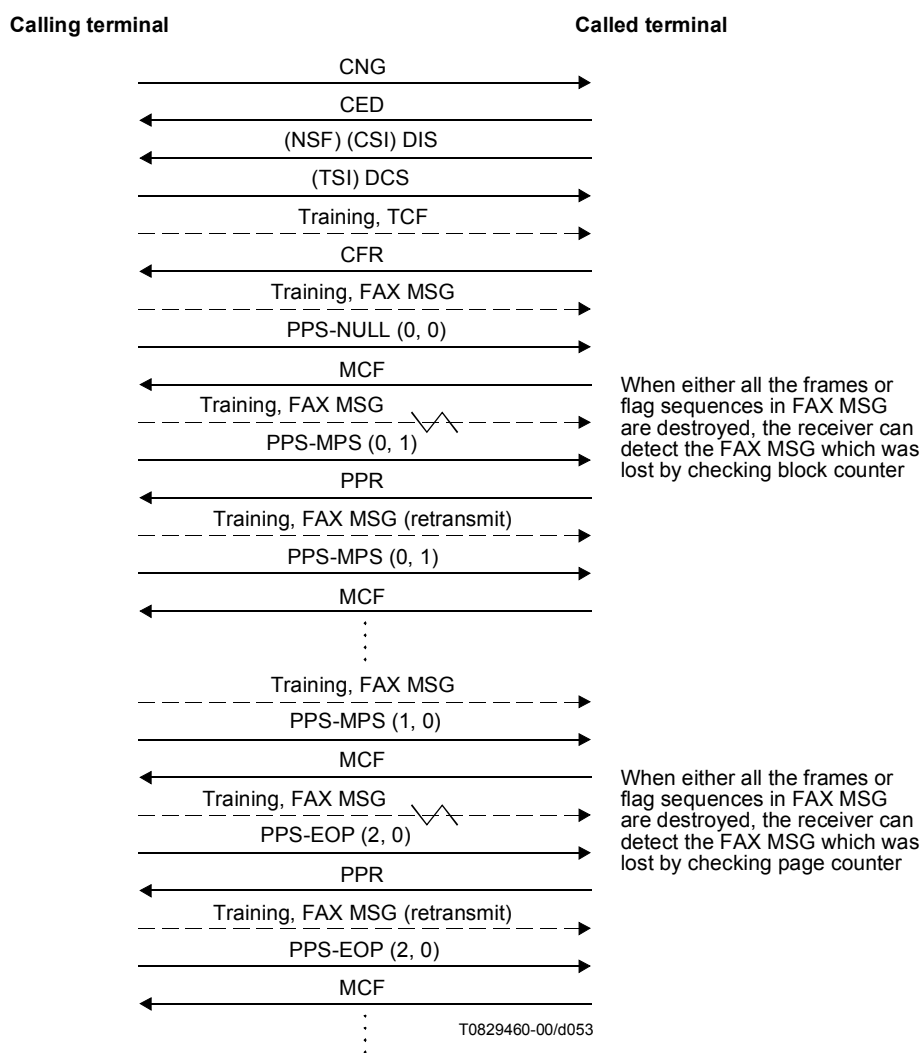 Calling terminal
Called terminal
CNG
CED
(NSF) (CSI) DIS
(TSI) DCS
Training, TCF
CFR
Training, FAX MSG
PPS-NULL (0, 0)
MCF
Training, FAX MSG
When either all the frames or
flag sequences in FAX MSG
are destroyed, the receiver can
detect the FAX MSG which was
lost by checking block counter
PPS-MPS (0, 1)
PPR
Training, FAX MSG (retransmit)
PPS-MPS (0, 1)
MCF
Training, FAX MSG
PPS-MPS (1, 0)
MCF
Training, FAX MSG
When either all the frames or
flag sequences in FAX MSG
are destroyed, the receiver can
detect the FAX MSG which was
lost by checking page counter
PPS-EOP (2, 0)
PPR
Training, FAX MSG (retransmit)
PPS-EOP (2, 0)
MCF
T0829460-00/d053